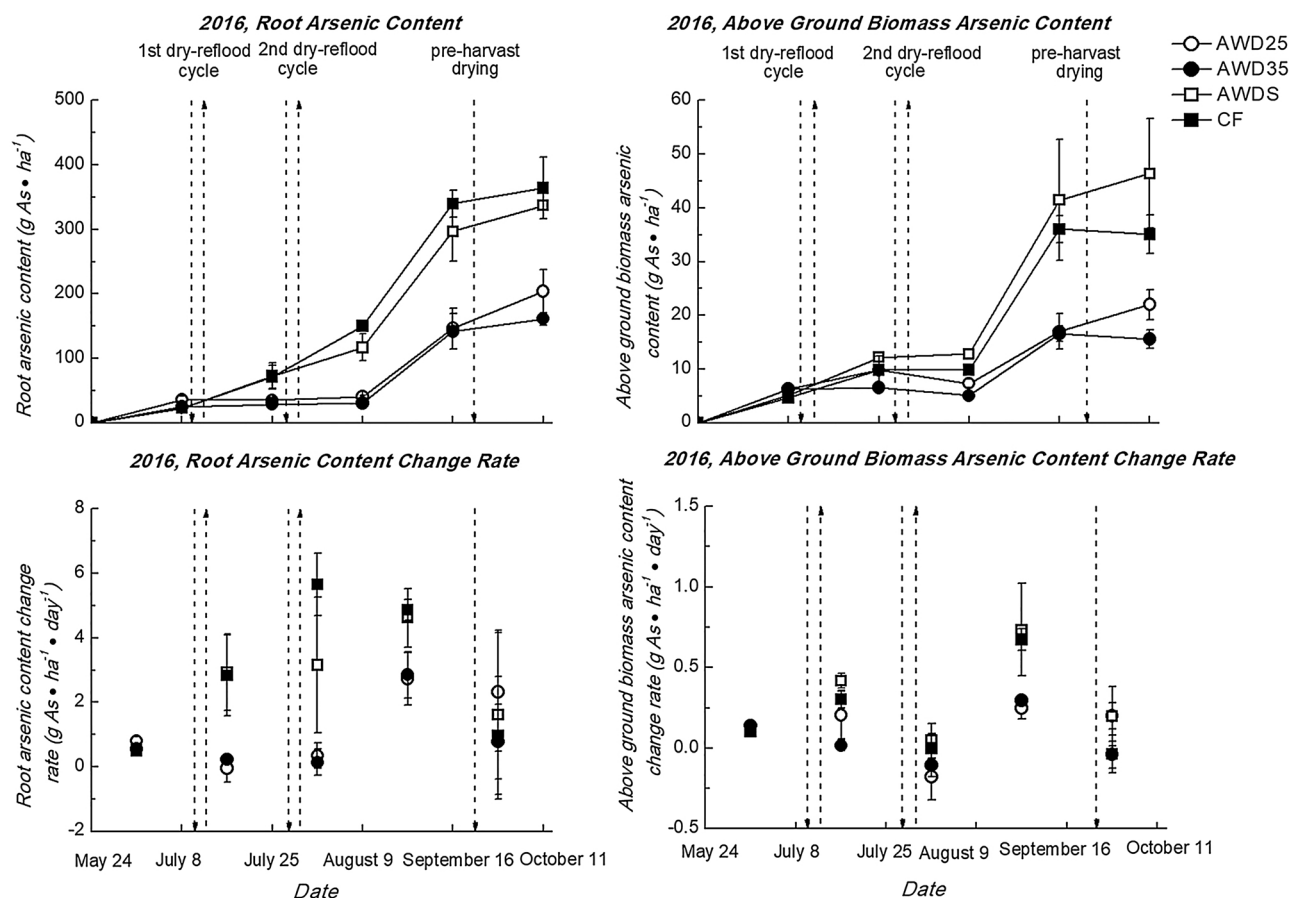 2016, Root Arsenic Content
1st dry-reflood
cycle
2nd dry-reflood
cycle
pre-harvest
drying
Root arsenic content (g As • ha⁻¹)
500
400
300
200
100
0
2016, Above Ground Biomass Arsenic Content
1st dry-reflood
cycle
2nd dry-reflood
cycle
pre-harvest
drying
Above ground biomass arsenic
content (g As • ha⁻¹)
60
50
40
30
20
10
0
AWD25
AWD35
AWDS
CF
2016, Root Arsenic Content Change Rate
Root arsenic content change
rate (g As • ha⁻¹ • day⁻¹)
8
6
4
2
0
-2
May 24
July 8
July 25
August 9
September 16
October 11
Date
2016, Above Ground Biomass Arsenic Content Change Rate
Above ground biomass arsenic content
change rate (g As • ha⁻¹ • day⁻¹)
1.5
1.0
0.5
0.0
-0.5
May 24
July 8
July 25
August 9
September 16
October 11
Date